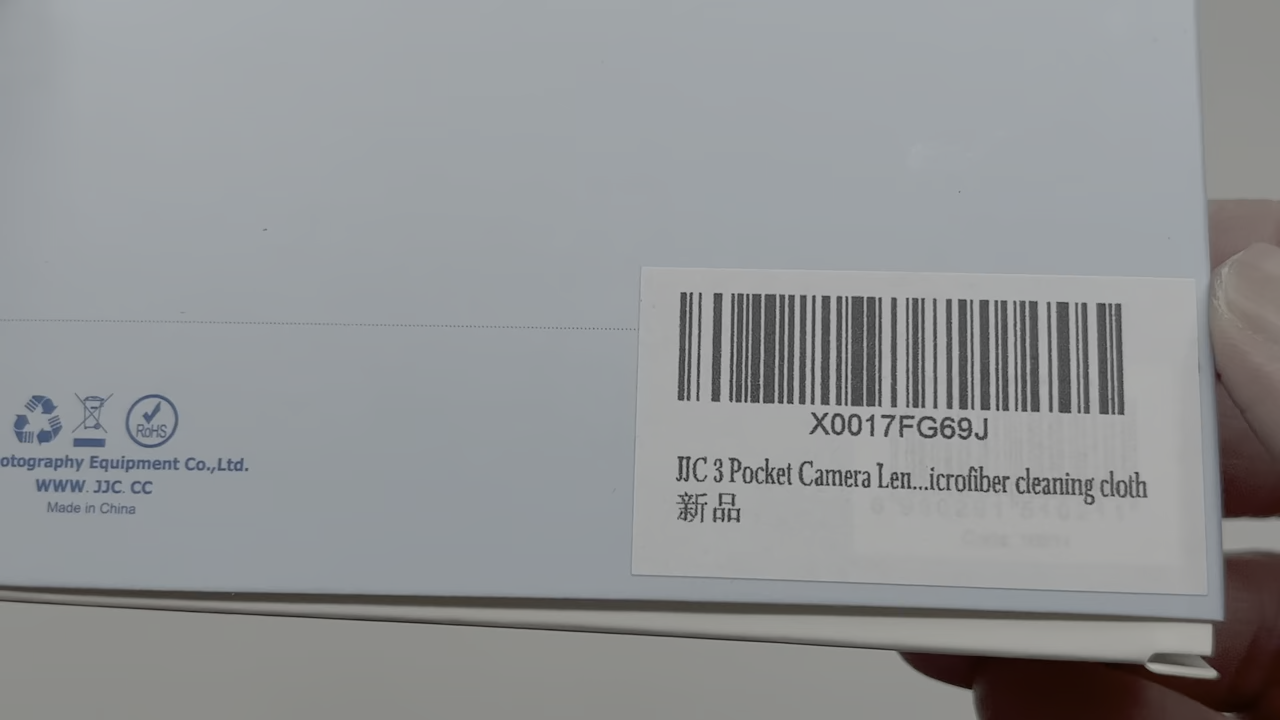 RoHS
otography Equipment Co.,Ltd.
WWW. JJC. CC
Made in China
X0017FG69J
JJC 3 Pocket Camera Len...icrofiber cleaning cloth
新品